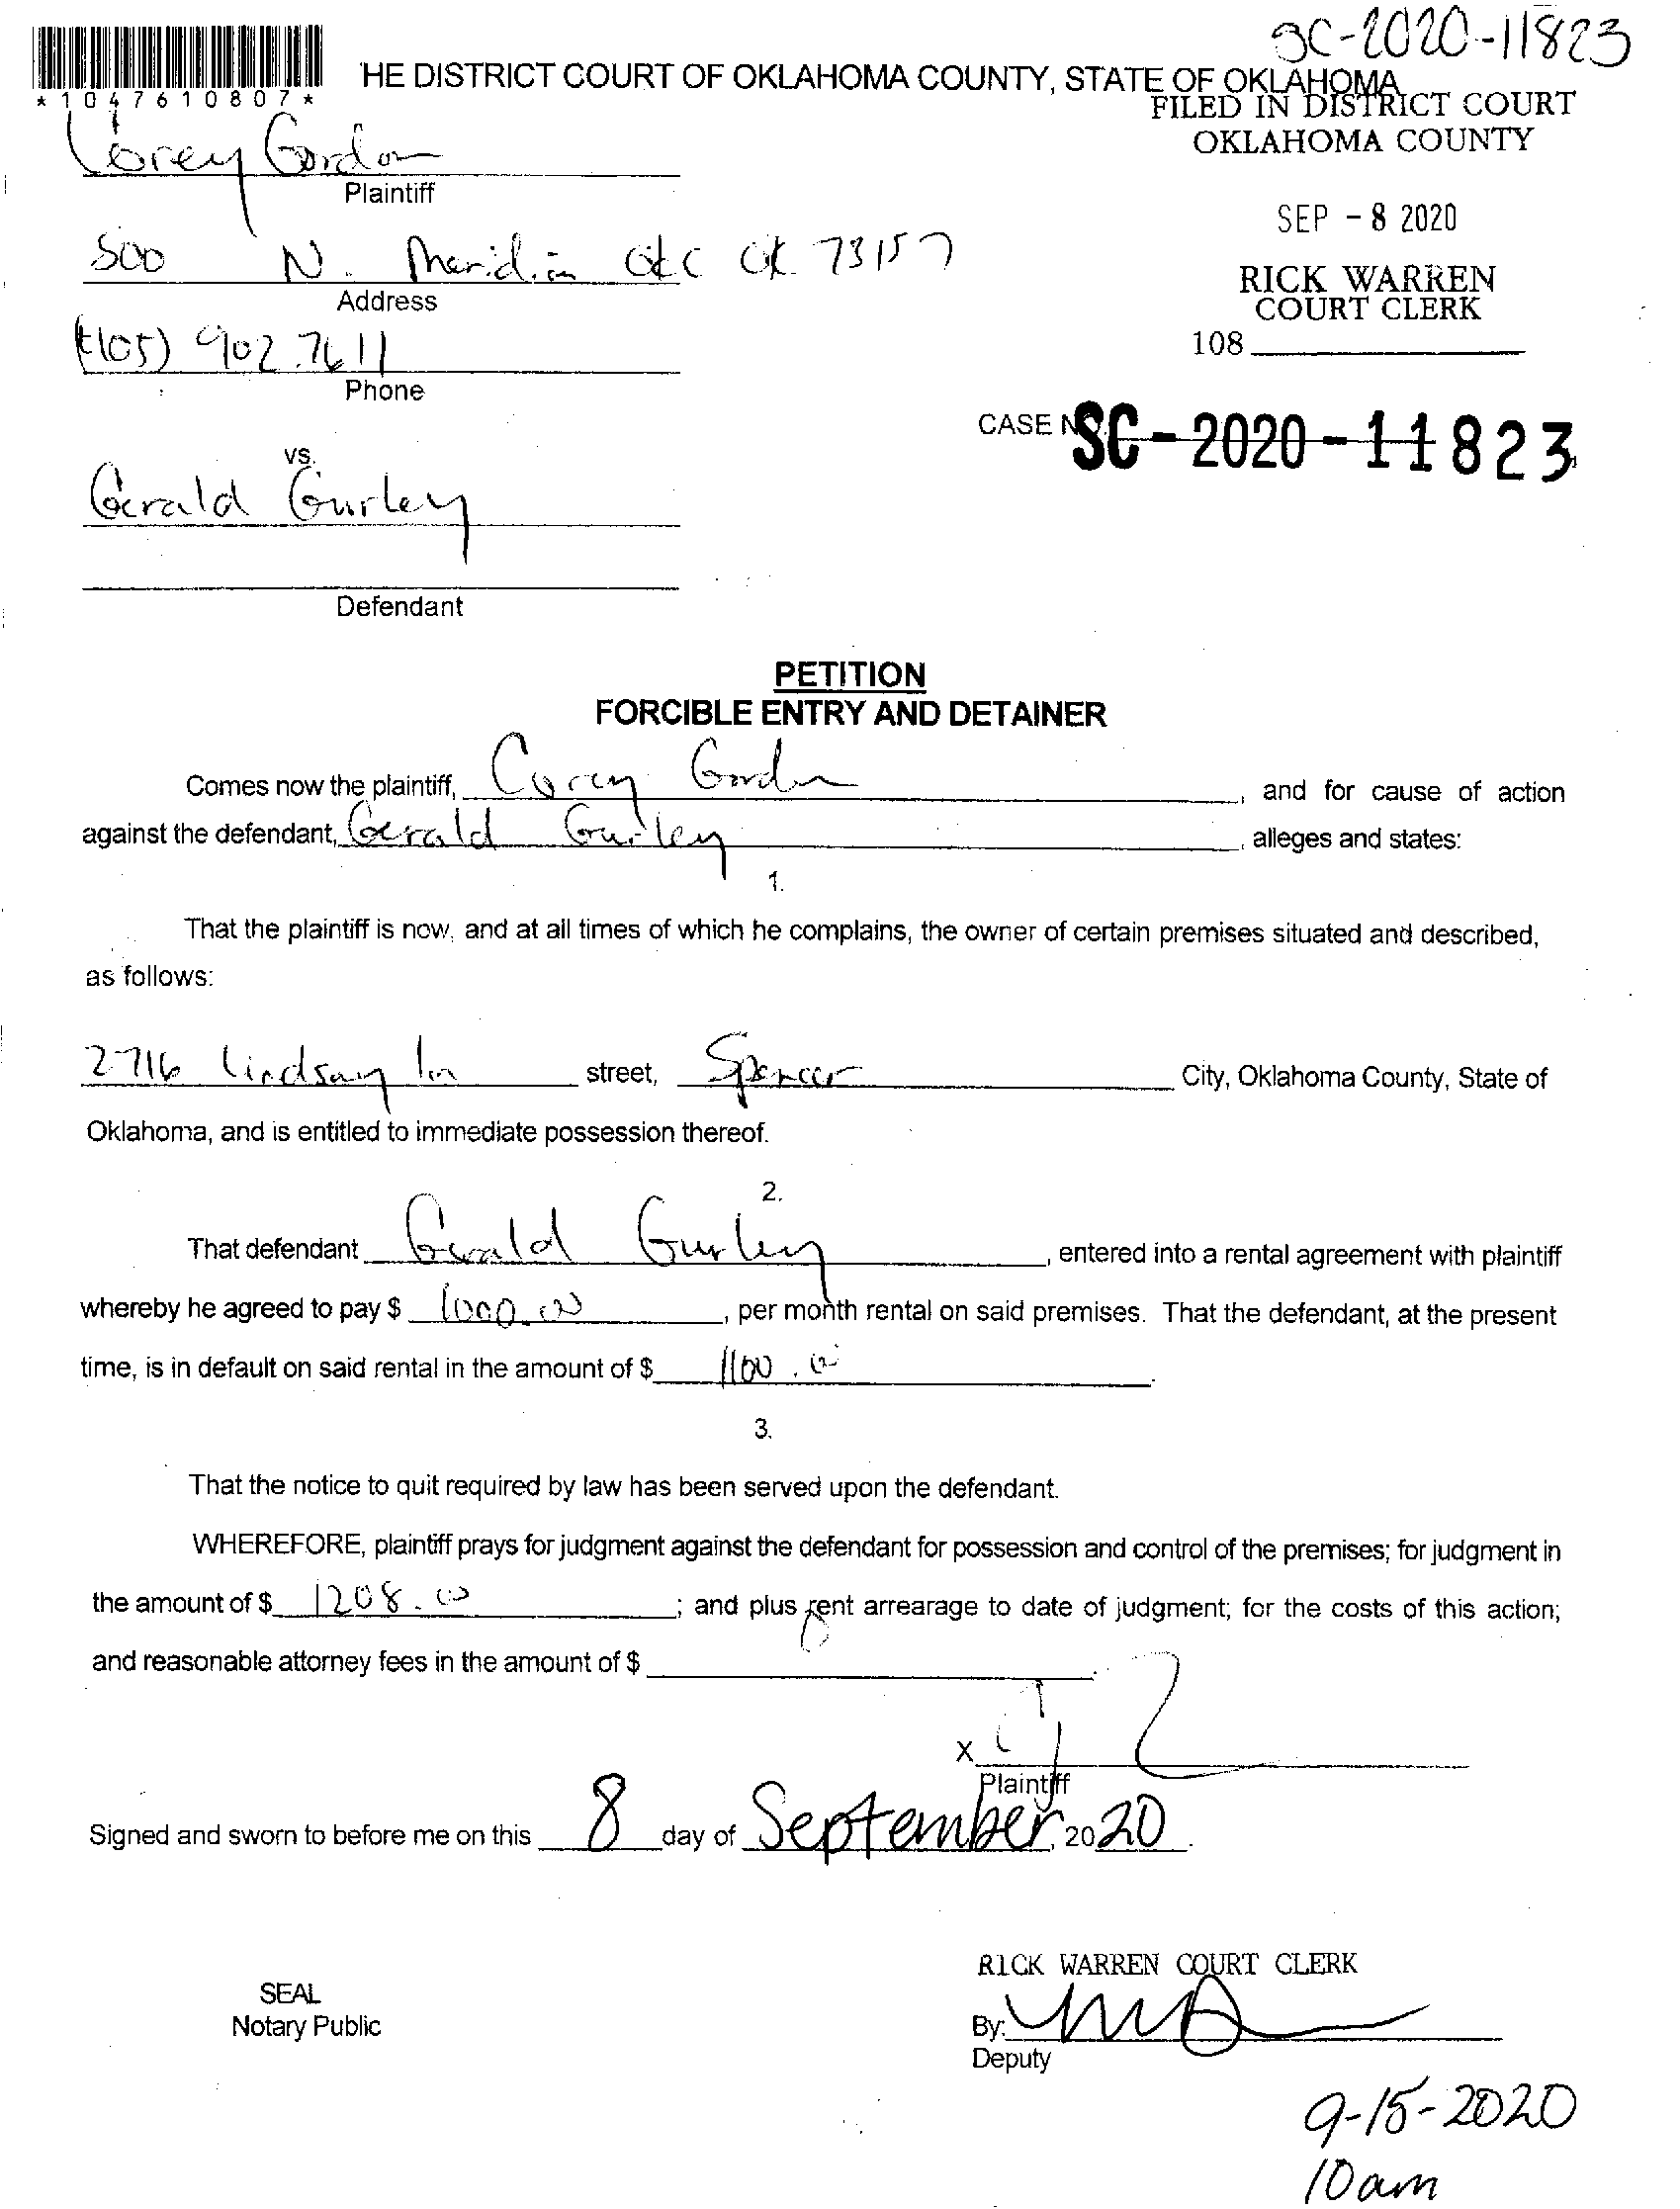 SC-2020-11823
*1047610807*
HE DISTRICT COURT OF OKLAHOMA COUNTY, STATE OF OKLAHOMA
FILED IN DISTRICT COURT
OKLAHOMA COUNTY
Corey Gordon
Plaintiff
SEP - 8 2020
500 N. Meridian OKC OK 73157
Address
RICK WARREN
COURT CLERK
(405) 902.7611
108
Phone
CASE NO. SC-2020-11823
vs.
Gerald Gurley
Defendant
PETITION
FORCIBLE ENTRY AND DETAINER
Comes now the plaintiff, Corey Gordon, and for cause of action
against the defendant, Gerald Gurley, alleges and states:
1.
That the plaintiff is now, and at all times of which he complains, the owner of certain premises situated and described,
as follows:
2716 Lindsay ln street, Spencer City, Oklahoma County, State of
Oklahoma, and is entitled to immediate possession thereof.
2.
That defendant Gerald Gurley, entered into a rental agreement with plaintiff
whereby he agreed to pay $ 1000.00, per month rental on said premises. That the defendant, at the present
time, is in default on said rental in the amount of $ 1100.00.
3.
That the notice to quit required by law has been served upon the defendant.
WHEREFORE, plaintiff prays for judgment against the defendant for possession and control of the premises; for judgment in
the amount of $ 1208.00; and plus rent arrearage to date of judgment; for the costs of this action;
and reasonable attorney fees in the amount of $
X
Plaintiff
Signed and sworn to before me on this 8 day of September, 2020.
RICK WARREN COURT CLERK
SEAL
Notary Public
By:
Deputy
9-15-2020
10am